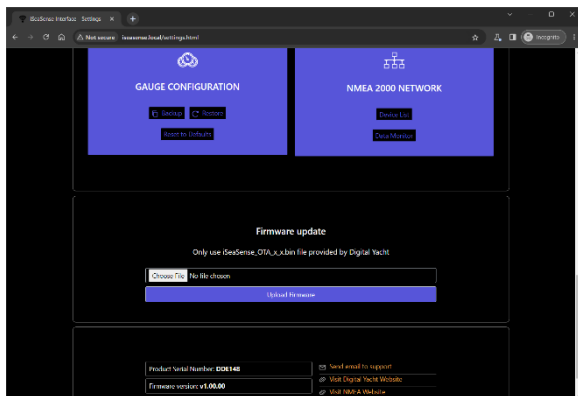 iSeaSense Interface - Settings
Not secure iseasense.local/settings.html
Incognito
GAUGE CONFIGURATION
NMEA 2000 NETWORK
Backup
Restore
Device List
Reset to Defaults
Data Monitor
Firmware update
Only use iSeaSense_OTA_x_x.bin file provided by Digital Yacht
Choose File No file chosen
Upload Firmware
Product Serial Number: DDE148
Send email to support
Visit Digital Yacht Website
Firmware version: v1.00.00
Visit NMEA Website